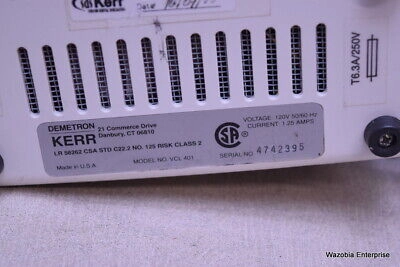 Kerr
Date
T6.3A/250V
DEMETRON
KERR
21 Commerce Drive
Danbury, CT 06810
LR 56262 CSA STD C22.2 NO. 125 RISK CLASS 2
Made in U.S.A.
MODEL NO. VCL 401
VOLTAGE 120V 50/60 Hz
CURRENT 1.25 AMPS
SERIAL NO 4742395
Wazobia Enterprise